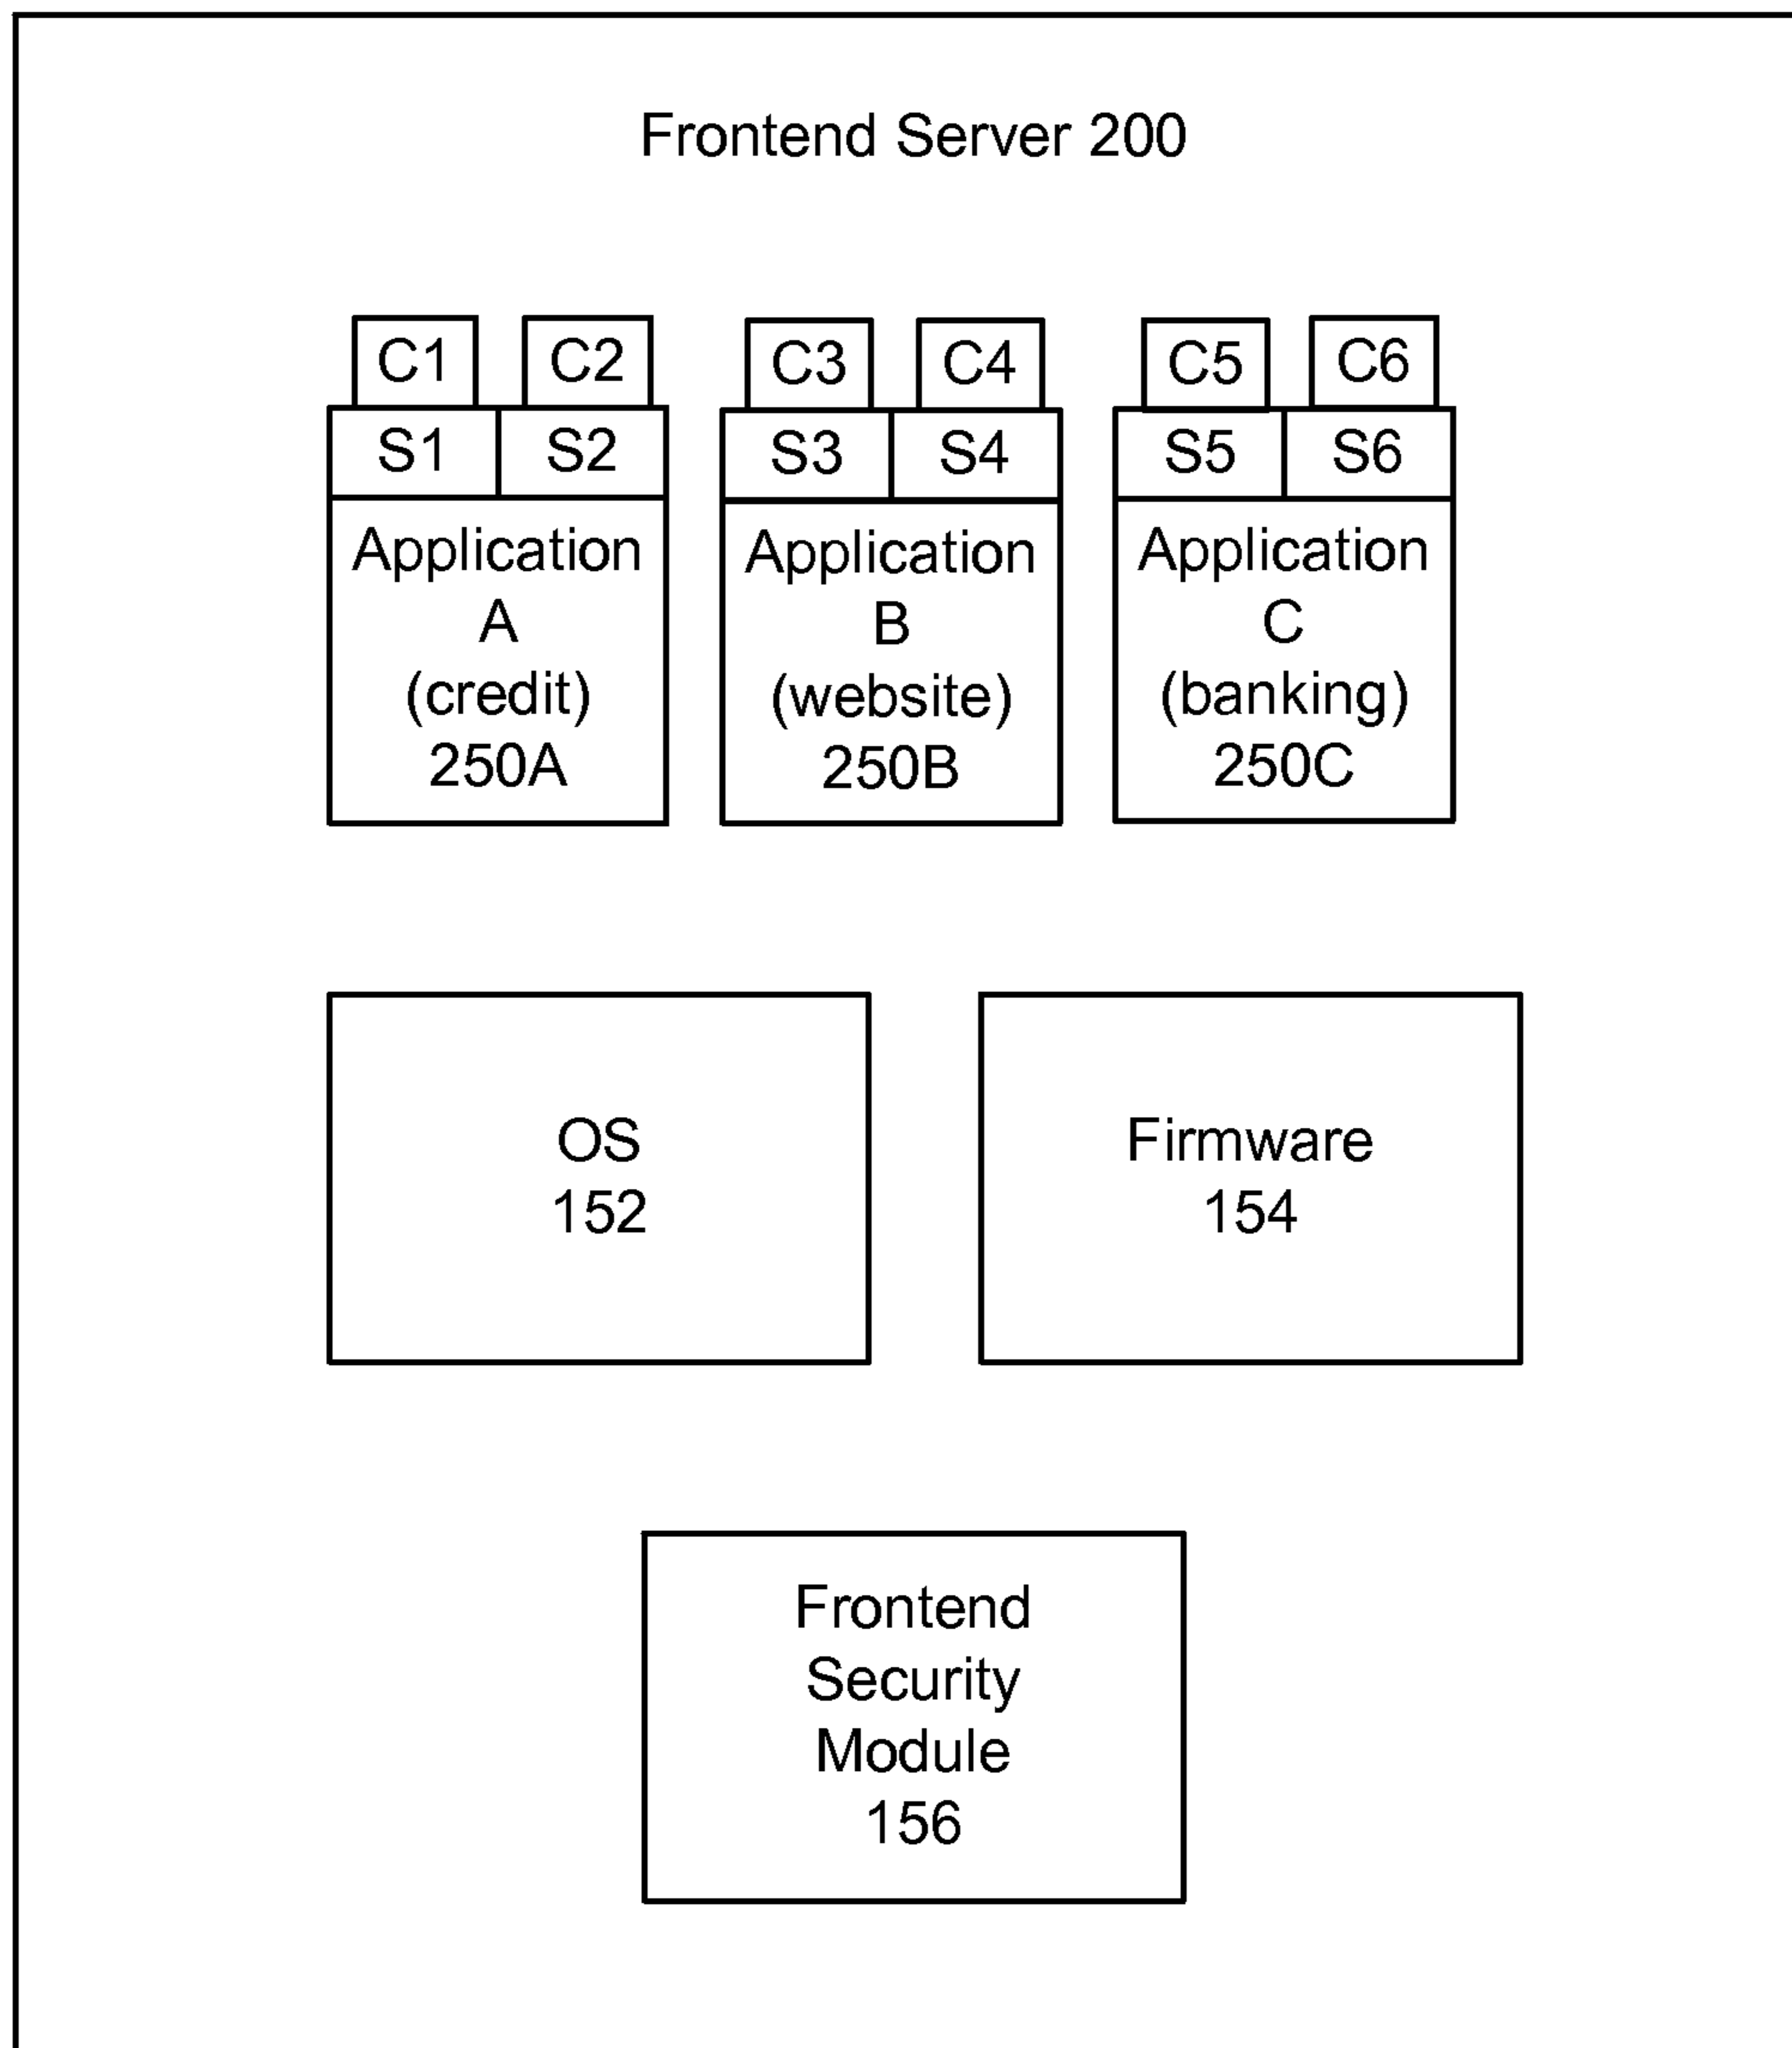 Frontend Server 200
C1 C2 C3 C4 C5 C6
S1 S2 S3 S4 S5 S6
Application
A
(credit)
250A
Application
B
(website)
250B
Application
C
(banking)
250C
OS
152
Firmware
154
Frontend
Security
Module
156